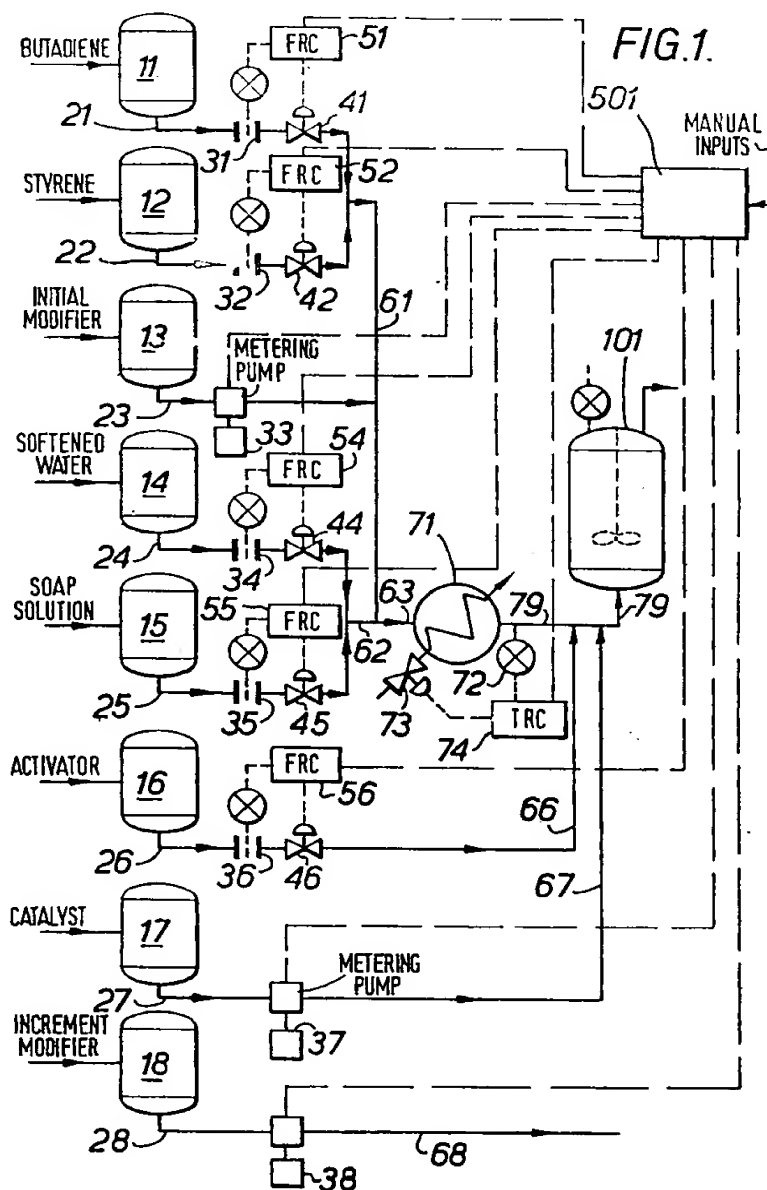 FIG.1.
BUTADIENE
11
FRC
51
501
21
31
41
MANUAL
INPUTS
STYRENE
12
FRC
52
22
32
42
INITIAL
MODIFIER
13
61
METERING
PUMP
101
23
33
SOFTENED
WATER
14
FRC
54
24
34
44
71
SOAP
SOLUTION
15
55
FRC
63
79
79
62
72
25
35
45
73
74
TRC
ACTIVATOR
16
FRC
56
66
26
36
46
67
CATALYST
17
METERING
PUMP
27
37
INCREMENT
MODIFIER
18
28
38
68